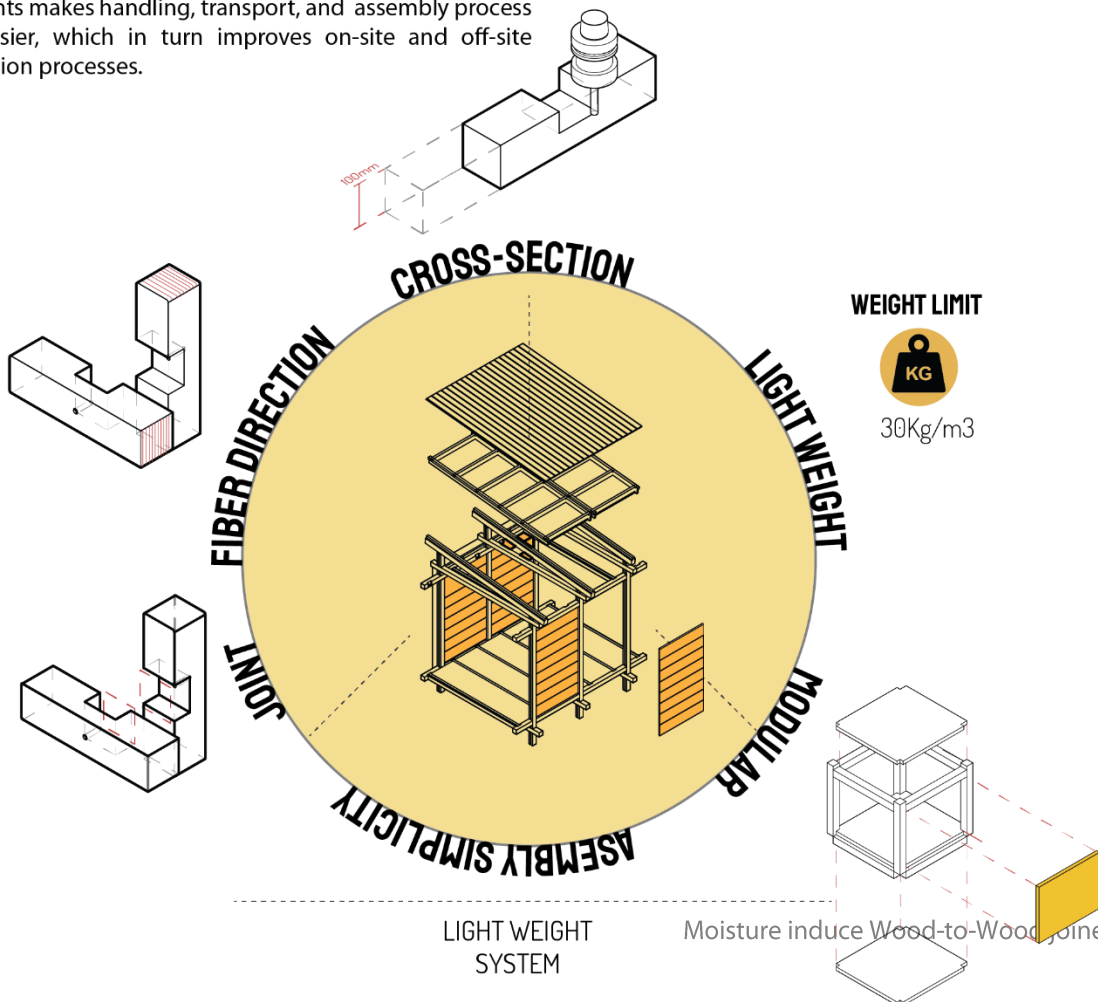 nts makes handling, transport, and assembly process
sier, which in turn improves on-site and off-site
ion processes.
100mm
CROSS-SECTION
WEIGHT LIMIT
KG
30Kg/m3
FIBER DIRECTION
LIGHT WEIGHT
JOINT
MODULAR
ASEMBLY SIMPLICITY
LIGHT WEIGHT
SYSTEM
Moisture induce Wood-to-Wood joine